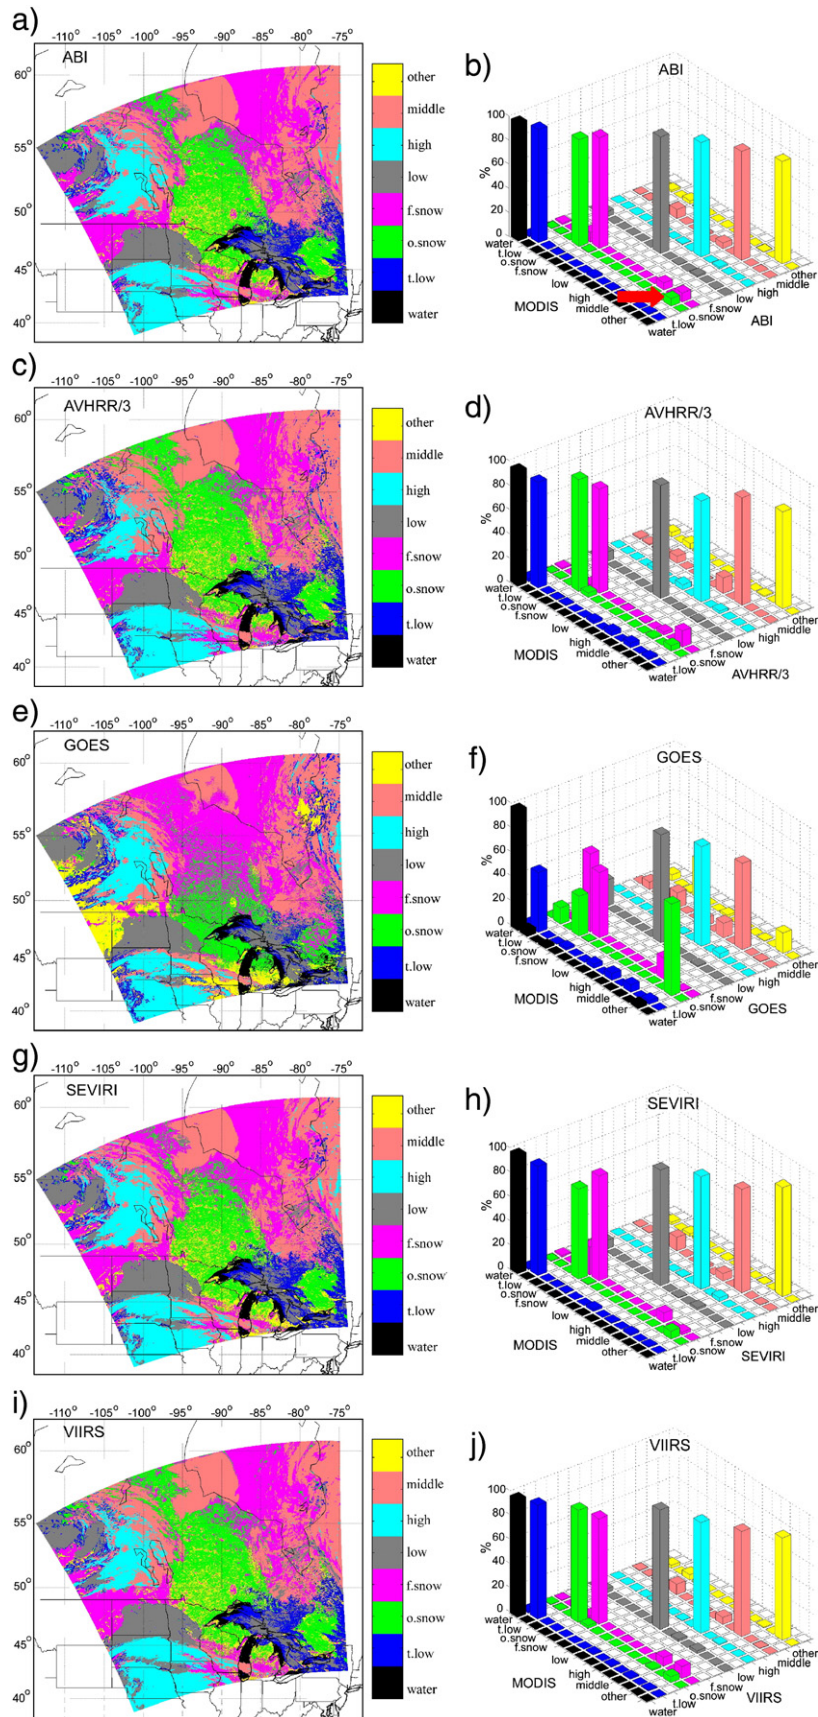 a)
-110° -105° -100° -95° -90° -85° -80° -75°
ABI
60°
55°
50°
45°
40°
other
middle
high
low
f.snow
o.snow
t.low
water
b)
ABI
100
80
60
40
20
0
%
water
t.low
o.snow
f.snow
low
high
middle
other
MODIS
water
t.low
o.snow
f.snow
low
high
middle
other
ABI
c)
-110° -105° -100° -95° -90° -85° -80° -75°
AVHRR/3
60°
55°
50°
45°
40°
other
middle
high
low
f.snow
o.snow
t.low
water
d)
AVHRR/3
100
80
60
40
20
0
%
water
t.low
o.snow
f.snow
low
high
middle
other
MODIS
water
t.low
o.snow
f.snow
low
high
middle
other
AVHRR/3
e)
-110° -105° -100° -95° -90° -85° -80° -75°
GOES
60°
55°
50°
45°
40°
other
middle
high
low
f.snow
o.snow
t.low
water
f)
GOES
100
80
60
40
20
0
%
water
t.low
o.snow
f.snow
low
high
middle
other
MODIS
water
t.low
o.snow
f.snow
low
high
middle
other
GOES
g)
-110° -105° -100° -95° -90° -85° -80° -75°
SEVIRI
60°
55°
50°
45°
40°
other
middle
high
low
f.snow
o.snow
t.low
water
h)
SEVIRI
100
80
60
40
20
0
%
water
t.low
o.snow
f.snow
low
high
middle
other
MODIS
water
t.low
o.snow
f.snow
low
high
middle
other
SEVIRI
i)
-110° -105° -100° -95° -90° -85° -80° -75°
VIIRS
60°
55°
50°
45°
40°
other
middle
high
low
f.snow
o.snow
t.low
water
j)
VIIRS
100
80
60
40
20
0
%
water
t.low
o.snow
f.snow
low
high
middle
other
MODIS
water
t.low
o.snow
f.snow
low
high
middle
other
VIIRS